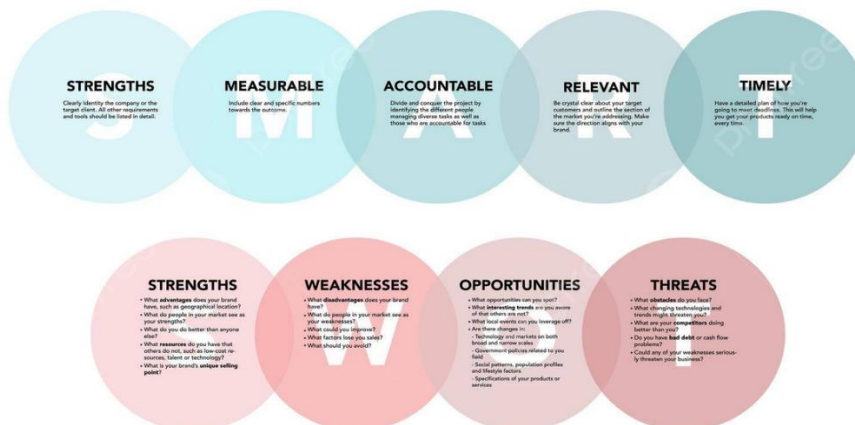 S M A R T
STRENGTHS
Clearly identity the company or the
target client. All other requirements
and tools should be listed in detail.
MEASURABLE
Include clear and specific numbers
towards the outcome.
ACCOUNTABLE
Divide and conquer the project by
identifying the different people
managing diverse tasks as well as
those who are accountable for tasks
RELEVANT
Be crystal clear about your target
customers and outline the section of
the market you're addressing. Make
sure the direction aligns with your
brand.
TIMELY
Have a detailed plan of how you're
going to meet deadlines. This will help
you get your products ready on time,
every time.
S W O T
STRENGTHS
• What advantages does your brand
have, such as geographical location?
• What do people in your market see as
your strengths?
• What do you do better than anyone
else?
• What resources do you have that
others do not, such as low-cost re-
sources, talent or technology?
• What is your brand's unique selling
point?
WEAKNESSES
• What disadvantages does your brand
have?
• What do people in your market see as
your weaknesses?
• What could you improve?
• What factors lose you sales?
• What should you avoid?
OPPORTUNITIES
• What opportunities can you spot?
• What interesting trends are you aware
of that others are not?
• What local events can you leverage off?
• Are there changes in:
- Technology and markets on both
broad and narrow scales
- Government policies related to you
field
- Social patterns, population profiles
and lifestyle factors
- Specifications of your products or
services
THREATS
• What obstacles do you face?
• What changing technologies and
trends might threaten you?
• What are your competitors doing
better than you?
• Do you have bad debt or cash flow
problems?
• Could any of your weaknesses serious-
ly threaten your business?